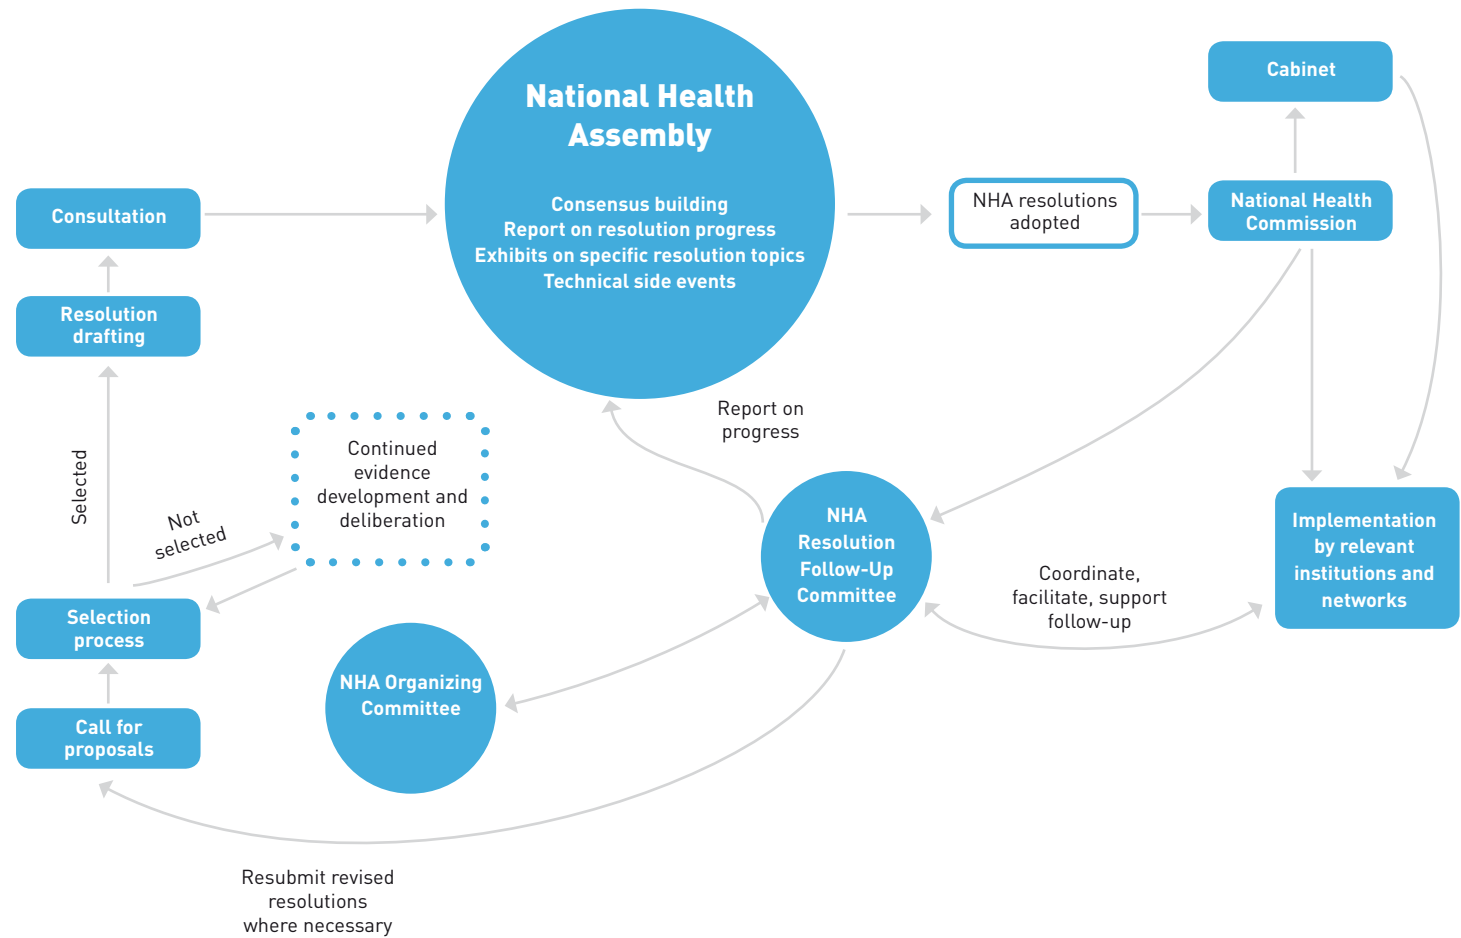 National Health
Assembly
Consensus building
Report on resolution progress
Exhibits on specific resolution topics
Technical side events
Cabinet
Consultation
NHA resolutions
adopted
National Health
Commission
Resolution
drafting
Selected
Not
selected
Continued
evidence
development and
deliberation
Report on
progress
NHA
Resolution
Follow-Up
Committee
Coordinate,
facilitate, support
follow-up
Implementation
by relevant
institutions and
networks
Selection
process
NHA Organizing
Committee
Call for
proposals
Resubmit revised
resolutions
where necessary